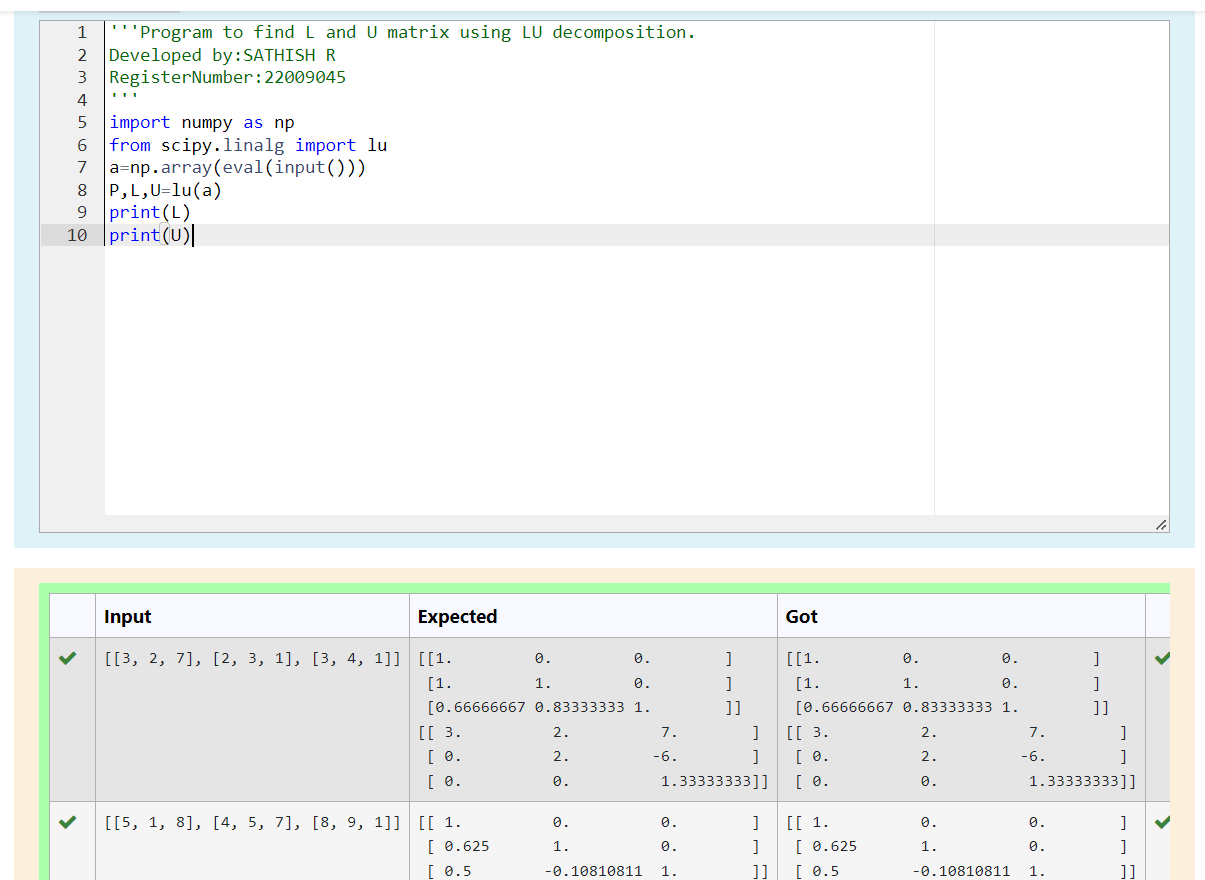 1 '''Program to find L and U matrix using LU decomposition.
2 Developed by:SATHISH R
3 RegisterNumber:22009045
4 '''
5 import numpy as np
6 from scipy.linalg import lu
7 a=np.array(eval(input()))
8 P,L,U=lu(a)
9 print(L)
10 print(U)
Input Expected Got
[[3, 2, 7], [2, 3, 1], [3, 4, 1]] [[1. 0. 0. ] [[1. 0. 0. ]
[1. 1. 0. ] [1. 1. 0. ]
[0.66666667 0.83333333 1. ]] [0.66666667 0.83333333 1. ]]
[[ 3. 2. 7. ] [[ 3. 2. 7. ]
[ 0. 2. -6. ] [ 0. 2. -6. ]
[ 0. 0. 1.33333333]] [ 0. 0. 1.33333333]]
[[5, 1, 8], [4, 5, 7], [8, 9, 1]] [[ 1. 0. 0. ] [[ 1. 0. 0. ]
[ 0.625 1. 0. ] [ 0.625 1. 0. ]
[ 0.5 -0.10810811 1. ]] [ 0.5 -0.10810811 1. ]]